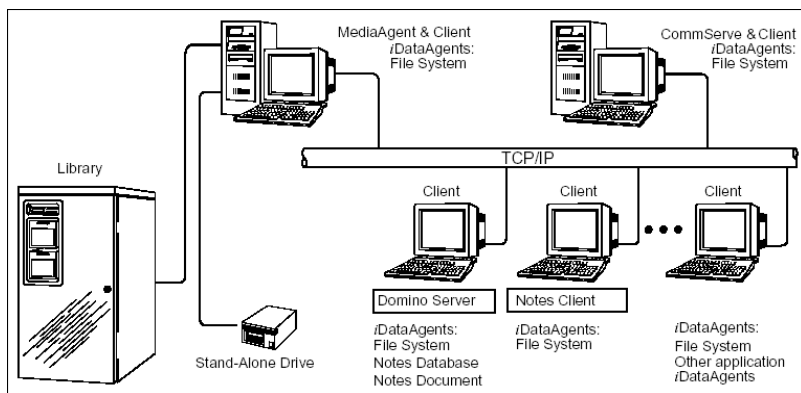 MediaAgent & Client
iDataAgents:
File System
CommServe & Client
iDataAgents:
File System
TCP/IP
Library
Client
Client
Client
Domino Server
Notes Client
iDataAgents:
File System
Notes Database
Notes Document
iDataAgents:
File System
iDataAgents:
File System
Other application
iDataAgents
Stand-Alone Drive